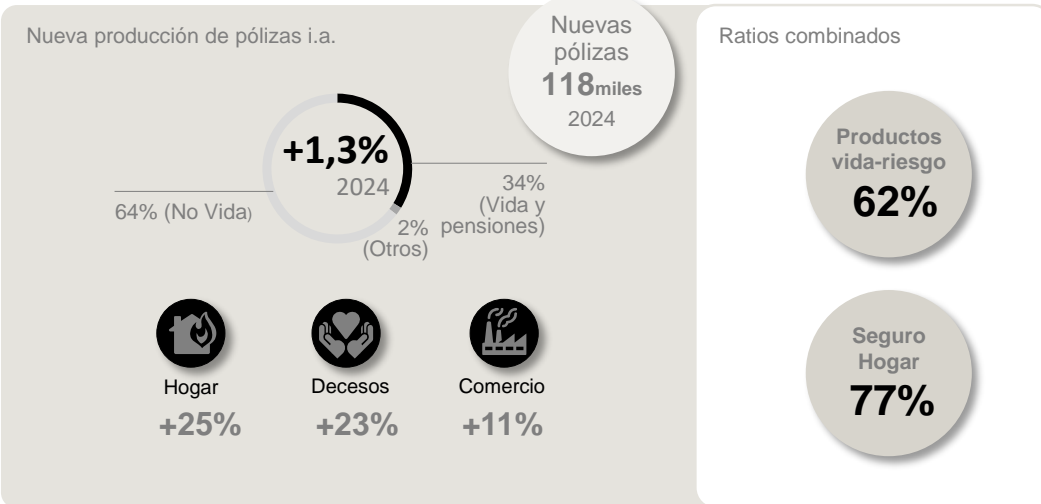 Nueva producción de pólizas i.a.
Nuevas
pólizas
118miles
2024
+1,3%
2024
64% (No Vida)
34%
(Vida y
pensiones)
2%
(Otros)
Hogar
+25%
Decesos
+23%
Comercio
+11%
Ratios combinados
Productos
vida-riesgo
62%
Seguro
Hogar
77%